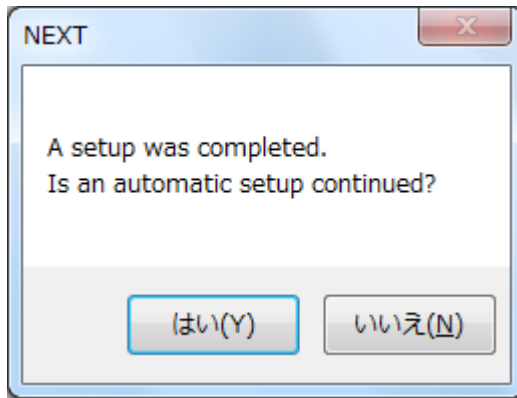 NEXT
A setup was completed.
Is an automatic setup continued?
はい(Y)
いいえ(N)